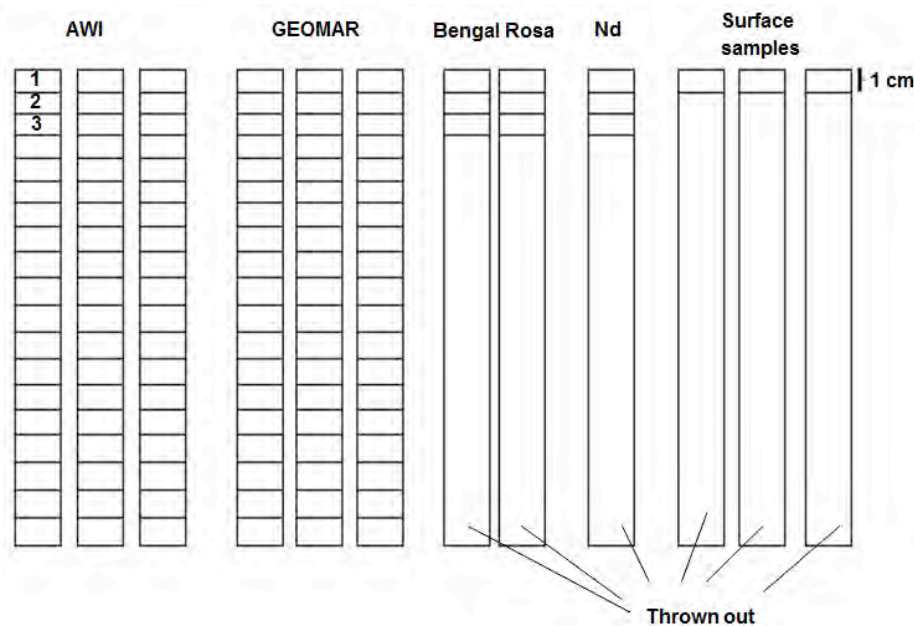 AWI
GEOMAR
Bengal Rosa
Nd
Surface
samples
1
2
3
1 cm
Thrown out